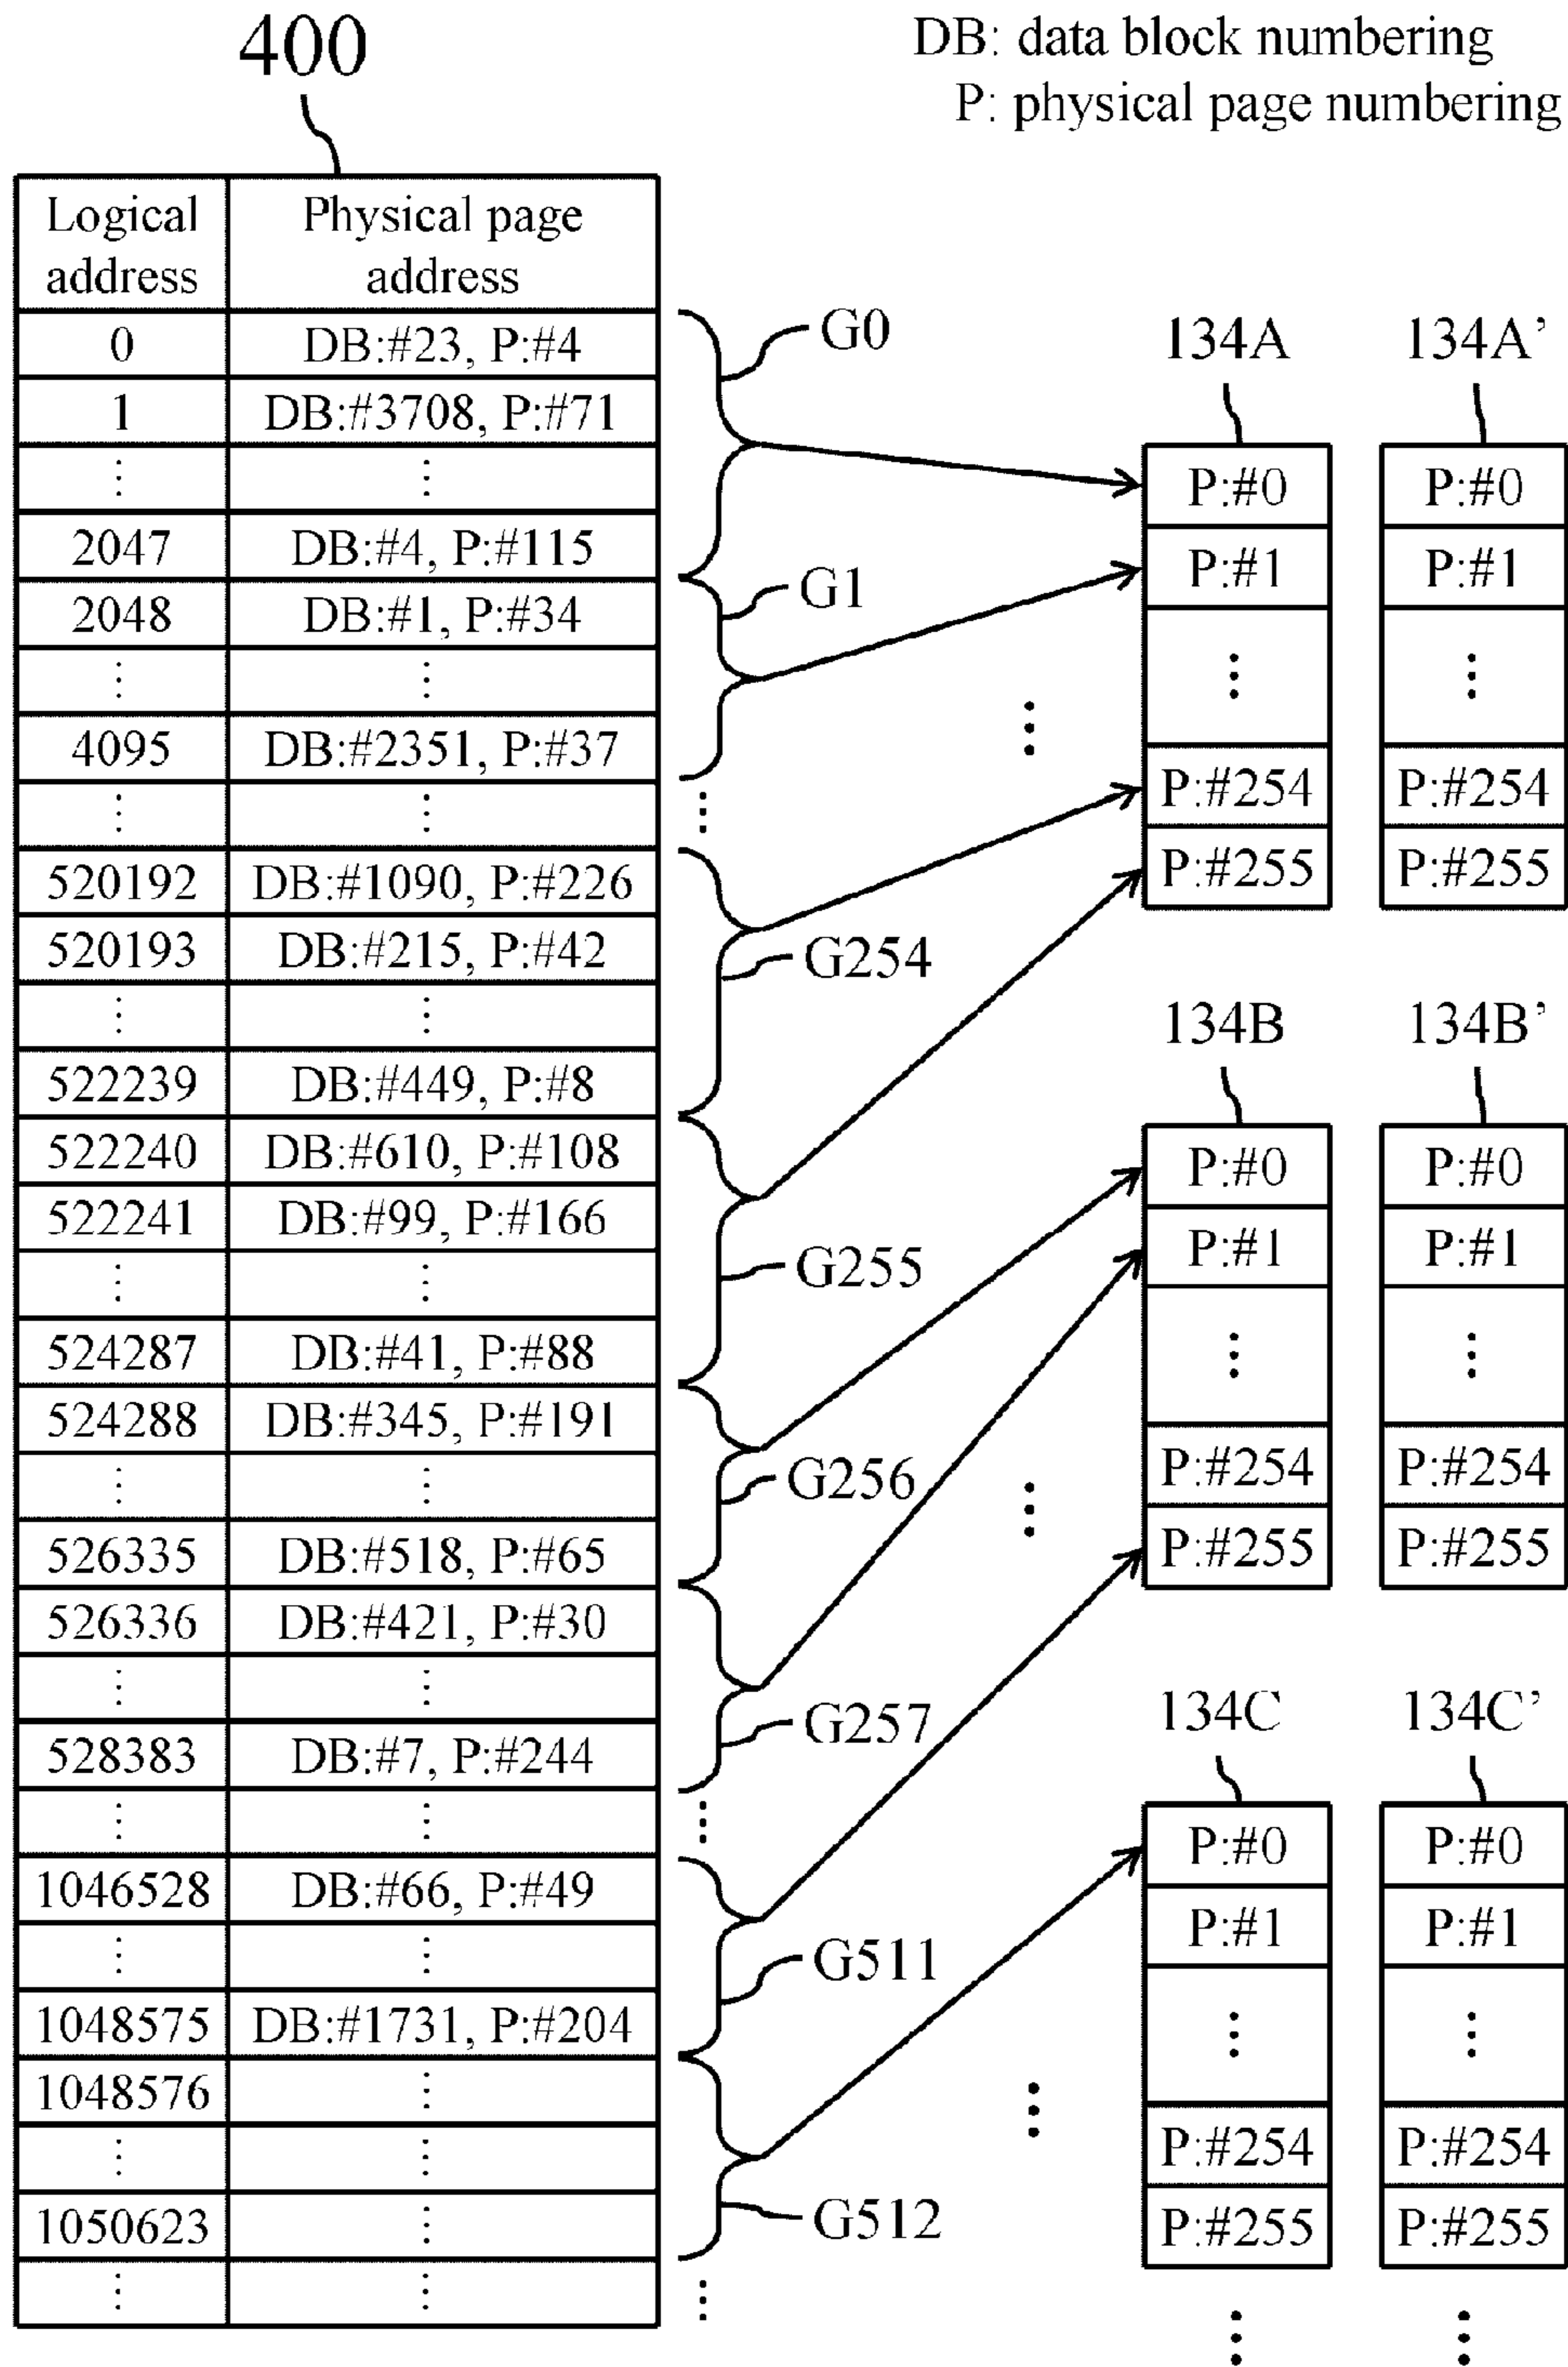 400
DB: data block numbering
P: physical page numbering
Logical address Physical page address
0 DB:#23, P:#4
1 DB:#3708, P:#71
⋮ ⋮
2047 DB:#4, P:#115
2048 DB:#1, P:#34
⋮ ⋮
4095 DB:#2351, P:#37
⋮ ⋮
520192 DB:#1090, P:#226
520193 DB:#215, P:#42
⋮ ⋮
522239 DB:#449, P:#8
522240 DB:#610, P:#108
522241 DB:#99, P:#166
⋮ ⋮
524287 DB:#41, P:#88
524288 DB:#345, P:#191
⋮ ⋮
526335 DB:#518, P:#65
526336 DB:#421, P:#30
⋮ ⋮
528383 DB:#7, P:#244
⋮ ⋮
1046528 DB:#66, P:#49
⋮ ⋮
1048575 DB:#1731, P:#204
1048576 ⋮
⋮ ⋮
1050623 ⋮
⋮ ⋮
G0
G1
⋮
G254
G255
G256
G257
⋮
G511
G512
⋮
⋮
⋮
⋮
134A 134A’
P:#0 P:#0
P:#1 P:#1
⋮ ⋮
P:#254 P:#254
P:#255 P:#255
134B 134B’
P:#0 P:#0
P:#1 P:#1
⋮ ⋮
P:#254 P:#254
P:#255 P:#255
134C 134C’
P:#0 P:#0
P:#1 P:#1
⋮ ⋮
P:#254 P:#254
P:#255 P:#255
⋮ ⋮